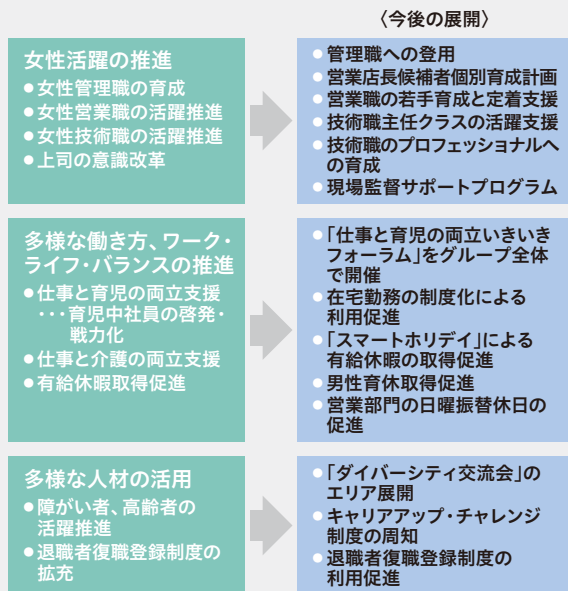 〈今後の展開〉
女性活躍の推進
●女性管理職の育成
●女性営業職の活躍推進
●女性技術職の活躍推進
●上司の意識改革
●管理職への登用
●営業店長候補者個別育成計画
●営業職の若手育成と定着支援
●技術職主任クラスの活躍支援
●技術職のプロフェッショナルへ
の育成
●現場監督サポートプログラム
多様な働き方、ワーク・
ライフ・バランスの推進
●仕事と育児の両立支援
・・・育児中社員の啓発・
戦力化
●仕事と介護の両立支援
●有給休暇取得促進
●「仕事と育児の両立いきいき
フォーラム」をグループ全体
で開催
●在宅勤務の制度化による
利用促進
●「スマートホリデイ」による
有給休暇の取得促進
●男性育休取得促進
●営業部門の日曜振替休日の
促進
多様な人材の活用
●障がい者、高齢者の
活躍推進
●退職者復職登録制度の
拡充
●「ダイバーシティ交流会」の
エリア展開
●キャリアアップ・チャレンジ
制度の周知
●退職者復職登録制度の
利用促進